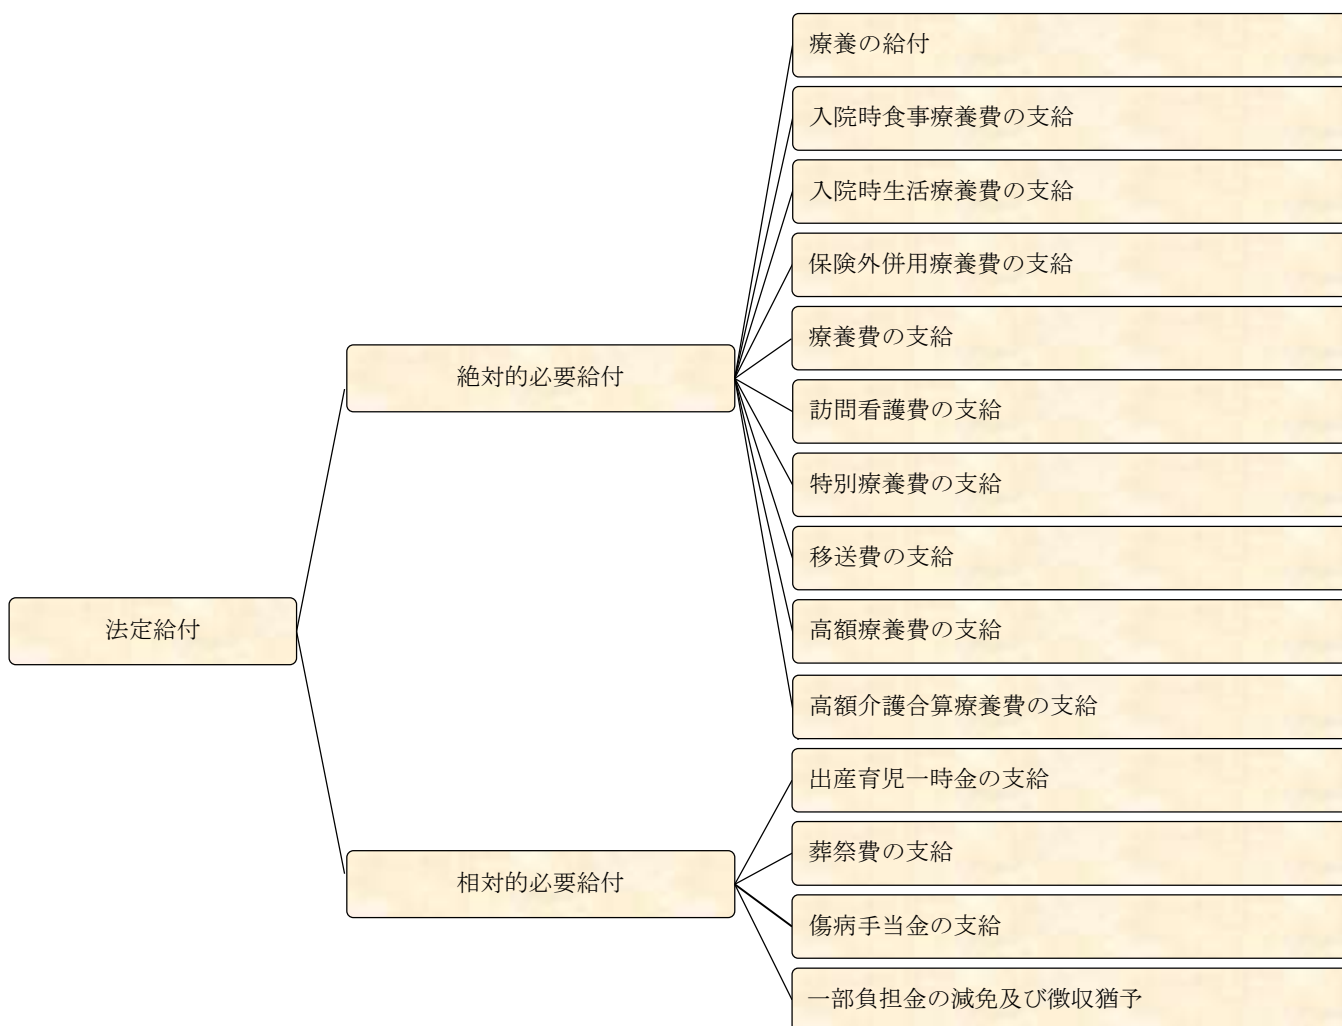 法定給付
絶対的必要給付
療養の給付
入院時食事療養費の支給
入院時生活療養費の支給
保険外併用療養費の支給
療養費の支給
訪問看護費の支給
特別療養費の支給
移送費の支給
高額療養費の支給
高額介護合算療養費の支給
相対的必要給付
出産育児一時金の支給
葬祭費の支給
傷病手当金の支給
一部負担金の減免及び徴収猶予